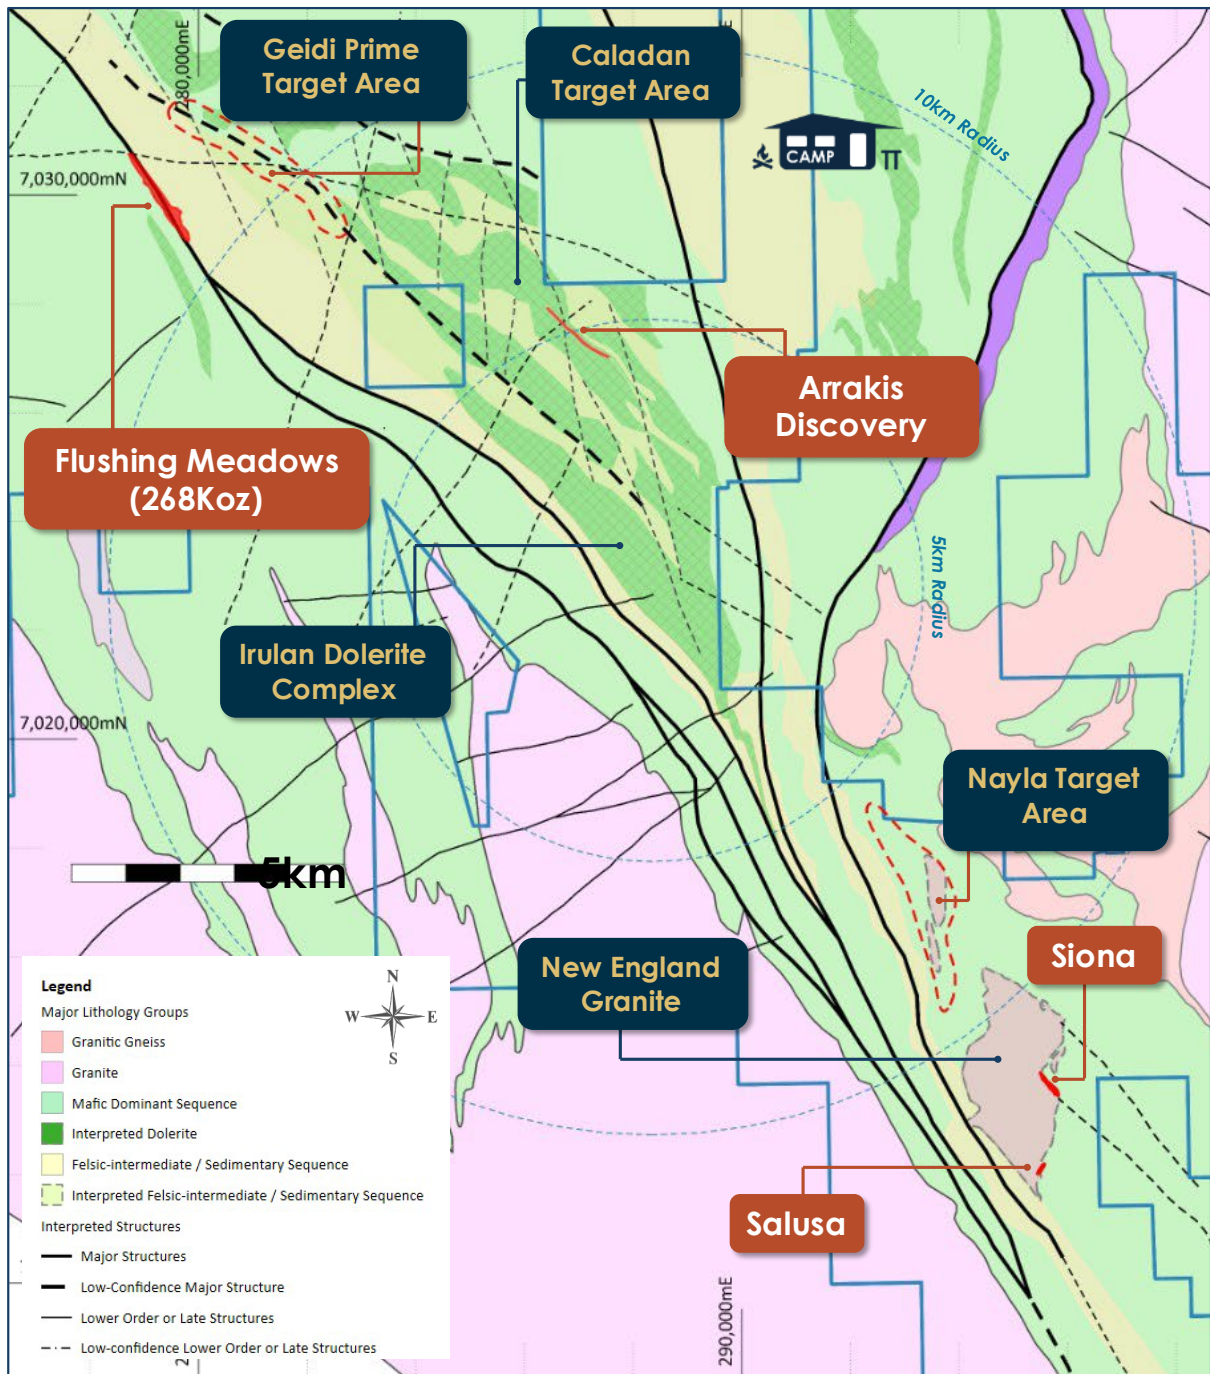 Geidi Prime
Target Area
Caladan
Target Area
280,000mE
E
10km Radius
CAMP
7,030,000mN
Arrakis
Discovery
Flushing Meadows
(268Koz)
5km Radius
Irulan Dolerite
Complex
7,020,000mN
Nayla Target
Area
5km
New England
Granite
Siona
Salusa
290,000mE
Legend
Major Lithology Groups
Granitic Gneiss
Granite
Mafic Dominant Sequence
Interpreted Dolerite
Felsic-intermediate / Sedimentary Sequence
Interpreted Felsic-intermediate / Sedimentary Sequence
Interpreted Structures
Major Structures
Low-Confidence Major Structure
Lower Order or Late Structures
Low-confidence Lower Order or Late Structures
N
W E
S
2